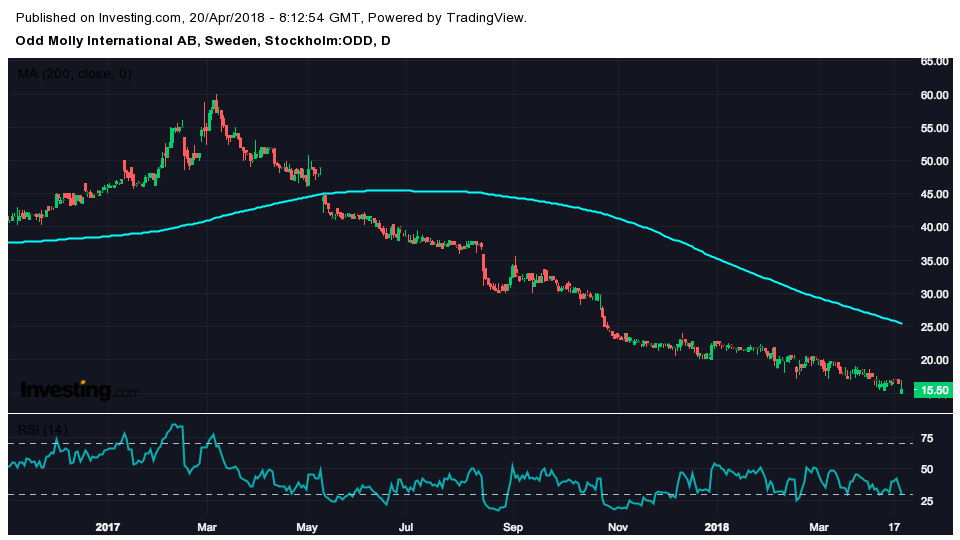 Published on Investing.com, 20/Apr/2018 - 8:12:54 GMT, Powered by TradingView.
Odd Molly International AB, Sweden, Stockholm:ODD, D
MA (200, close, 0)
65.00
60.00
55.00
50.00
45.00
40.00
35.00
30.00
25.00
20.00
15.50
Investing.com
RSI (14)
75
50
25
2017 Mar May Jul Sep Nov 2018 Mar 17